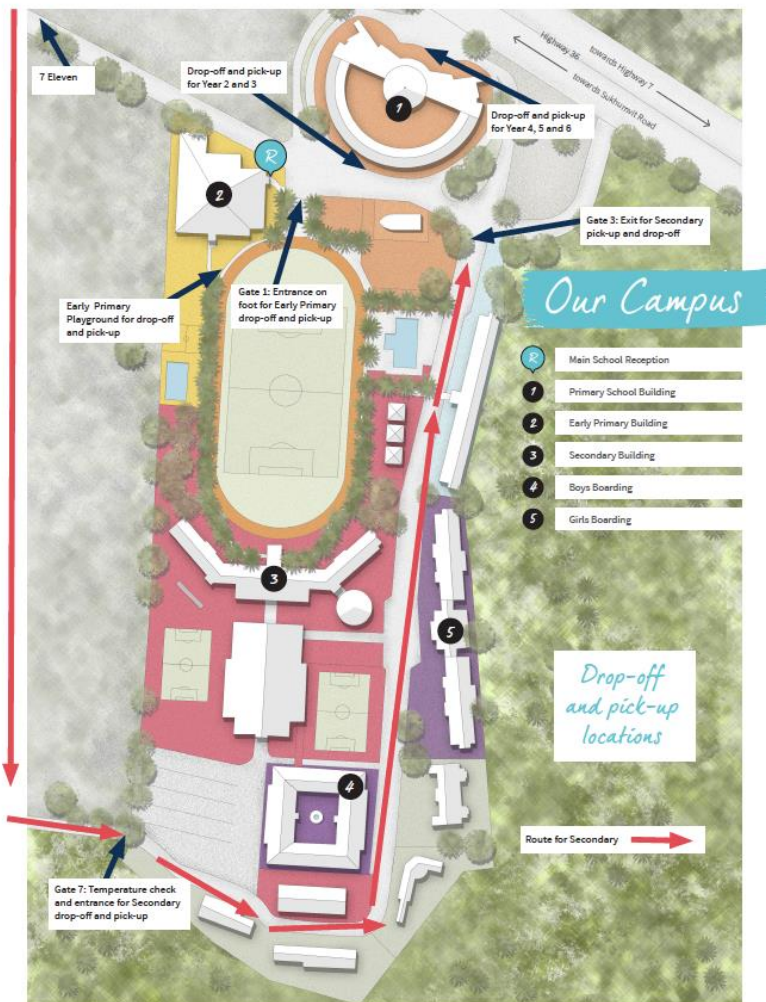 Highway 36
towards Highway 7
towards Sukhumvit Road
7 Eleven
Drop-off and pick-up
for Year 2 and 3
1
Drop-off and pick-up
for Year 4, 5 and 6
R
2
Gate 3: Exit for Secondary
pick-up and drop-off
Early Primary
Playground for drop-off
and pick-up
Gate 1: Entrance on
foot for Early Primary
drop-off and pick-up
Our Campus
R Main School Reception
1 Primary School Building
2 Early Primary Building
3 Secondary Building
4 Boys Boarding
5 Girls Boarding
3
5
Drop-off
and pick-up
locations
4
Route for Secondary
Gate 7: Temperature check
and entrance for Secondary
drop-off and pick-up